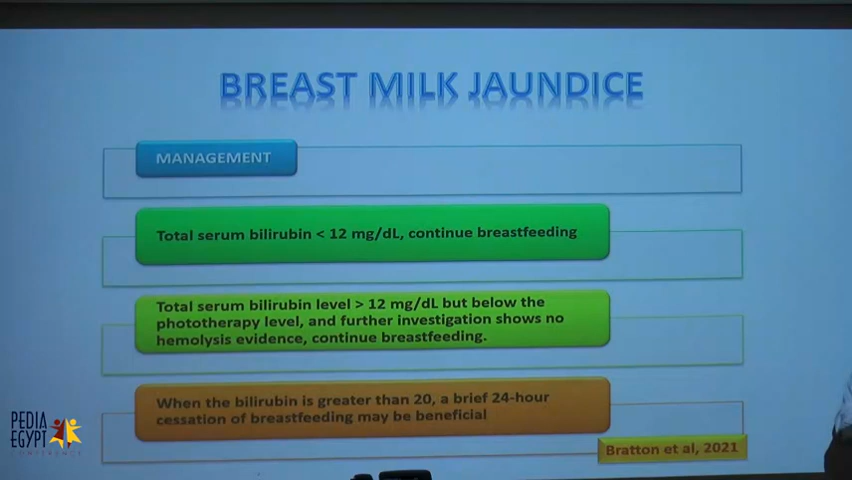 BREAST MILK JAUNDICE
MANAGEMENT
Total serum bilirubin < 12 mg/dL, continue breastfeeding
Total serum bilirubin level > 12 mg/dL but below the
phototherapy level, and further investigation shows no
hemolysis evidence, continue breastfeeding.
When the bilirubin is greater than 20, a brief 24-hour
cessation of breastfeeding may be beneficial
Bratton et al, 2021
PEDIA
EGYPT
CONFERENCE